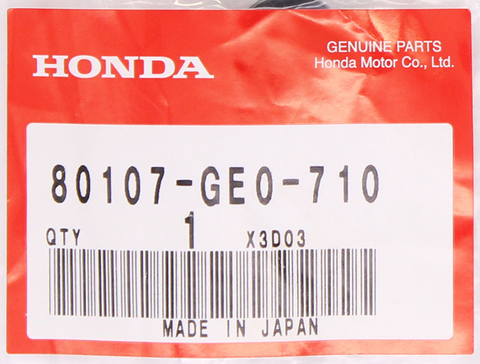 HONDA
GENUINE PARTS
Honda Motor Co., Ltd.
80107-GE0-710
QTY 1 X3D03
MADE IN JAPAN